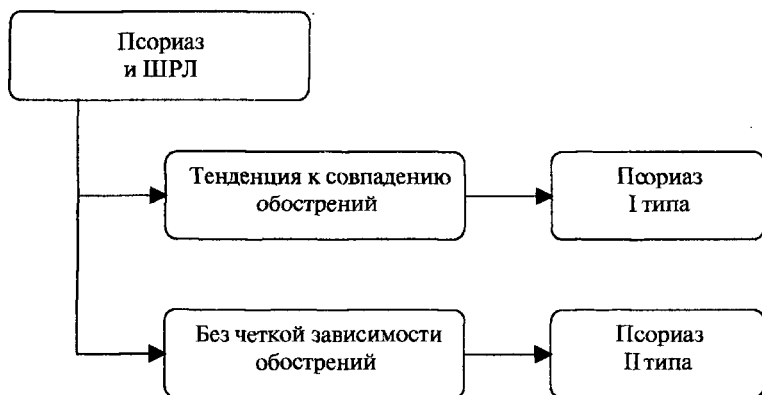 Псориаз
и ШРЛ
Тенденция к совпадению
обострений
Псориаз
I типа
Без четкой зависимости
обострений
Псориаз
II типа